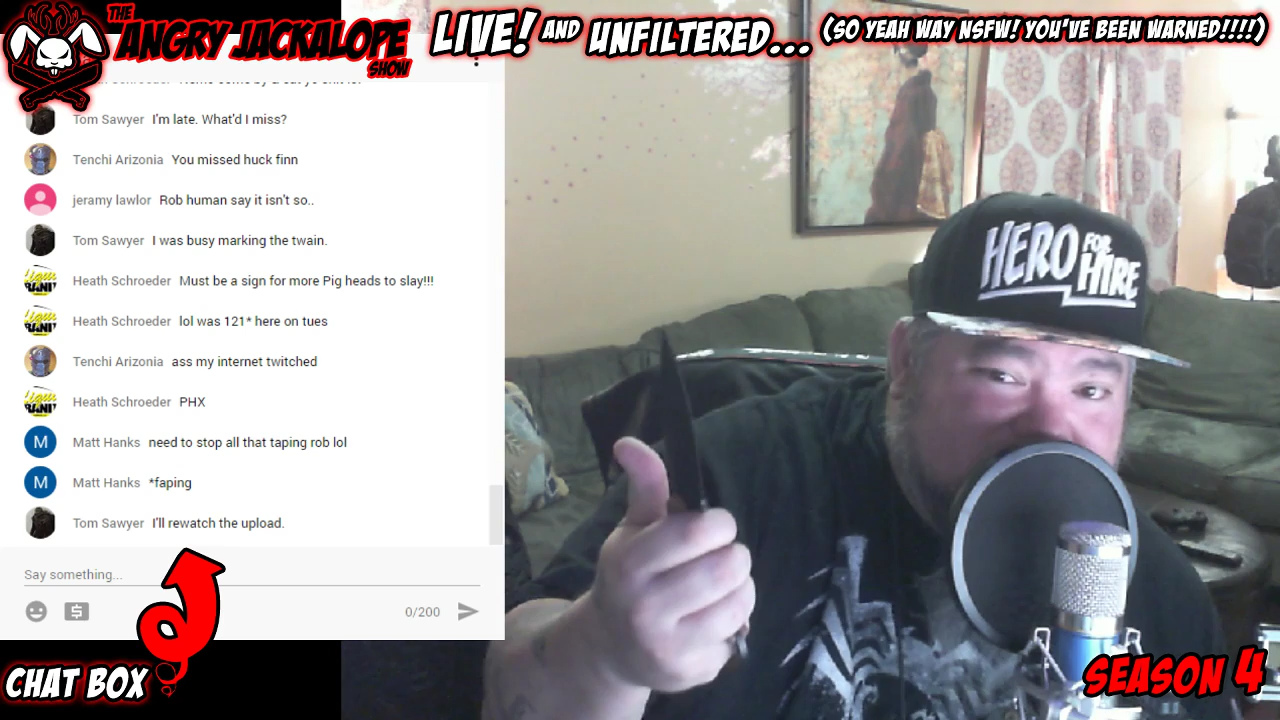 THE
ANGRY JACKALOPE
SHOW
LIVE! AND UNFILTERED... (SO YEAH WAY NSFW! YOU'VE BEEN WARNED!!!!)
Tom Sawyer I'm late. What'd I miss?
Tenchi Arizonia You missed huck finn
jeramy lawlor Rob human say it isn't so..
Tom Sawyer I was busy marking the twain.
Heath Schroeder Must be a sign for more Pig heads to slay!!!
Heath Schroeder lol was 121* here on tues
Tenchi Arizonia ass my internet twitched
Heath Schroeder PHX
M Matt Hanks need to stop all that taping rob lol
M Matt Hanks *faping
Tom Sawyer I'll rewatch the upload.
Say something...
0/200
CHAT BOX
HERO FOR HIRE
SEASON 4